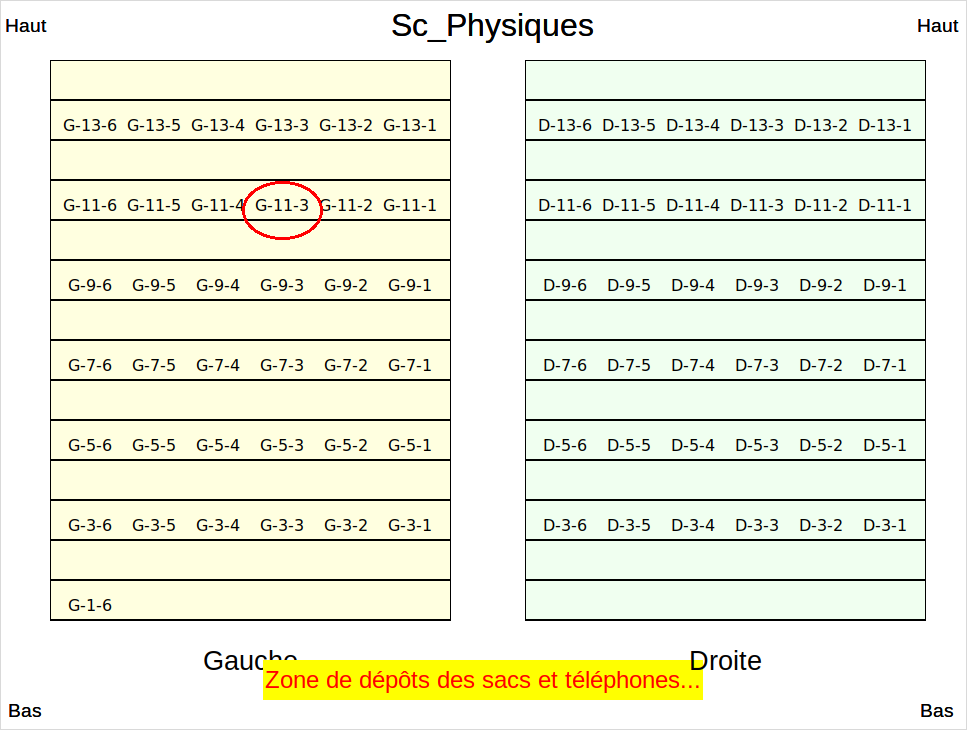 Sc_Physiques
Haut Haut
G-13-6 G-13-5 G-13-4 G-13-3 G-13-2 G-13-1 D-13-6 D-13-5 D-13-4 D-13-3 D-13-2 D-13-1
G-11-6 G-11-5 G-11-4 G-11-3 G-11-2 G-11-1 D-11-6 D-11-5 D-11-4 D-11-3 D-11-2 D-11-1
G-9-6 G-9-5 G-9-4 G-9-3 G-9-2 G-9-1 D-9-6 D-9-5 D-9-4 D-9-3 D-9-2 D-9-1
G-7-6 G-7-5 G-7-4 G-7-3 G-7-2 G-7-1 D-7-6 D-7-5 D-7-4 D-7-3 D-7-2 D-7-1
G-5-6 G-5-5 G-5-4 G-5-3 G-5-2 G-5-1 D-5-6 D-5-5 D-5-4 D-5-3 D-5-2 D-5-1
G-3-6 G-3-5 G-3-4 G-3-3 G-3-2 G-3-1 D-3-6 D-3-5 D-3-4 D-3-3 D-3-2 D-3-1
G-1-6
Gauche Droite
Zone de dépôts des sacs et téléphones...
Bas Bas